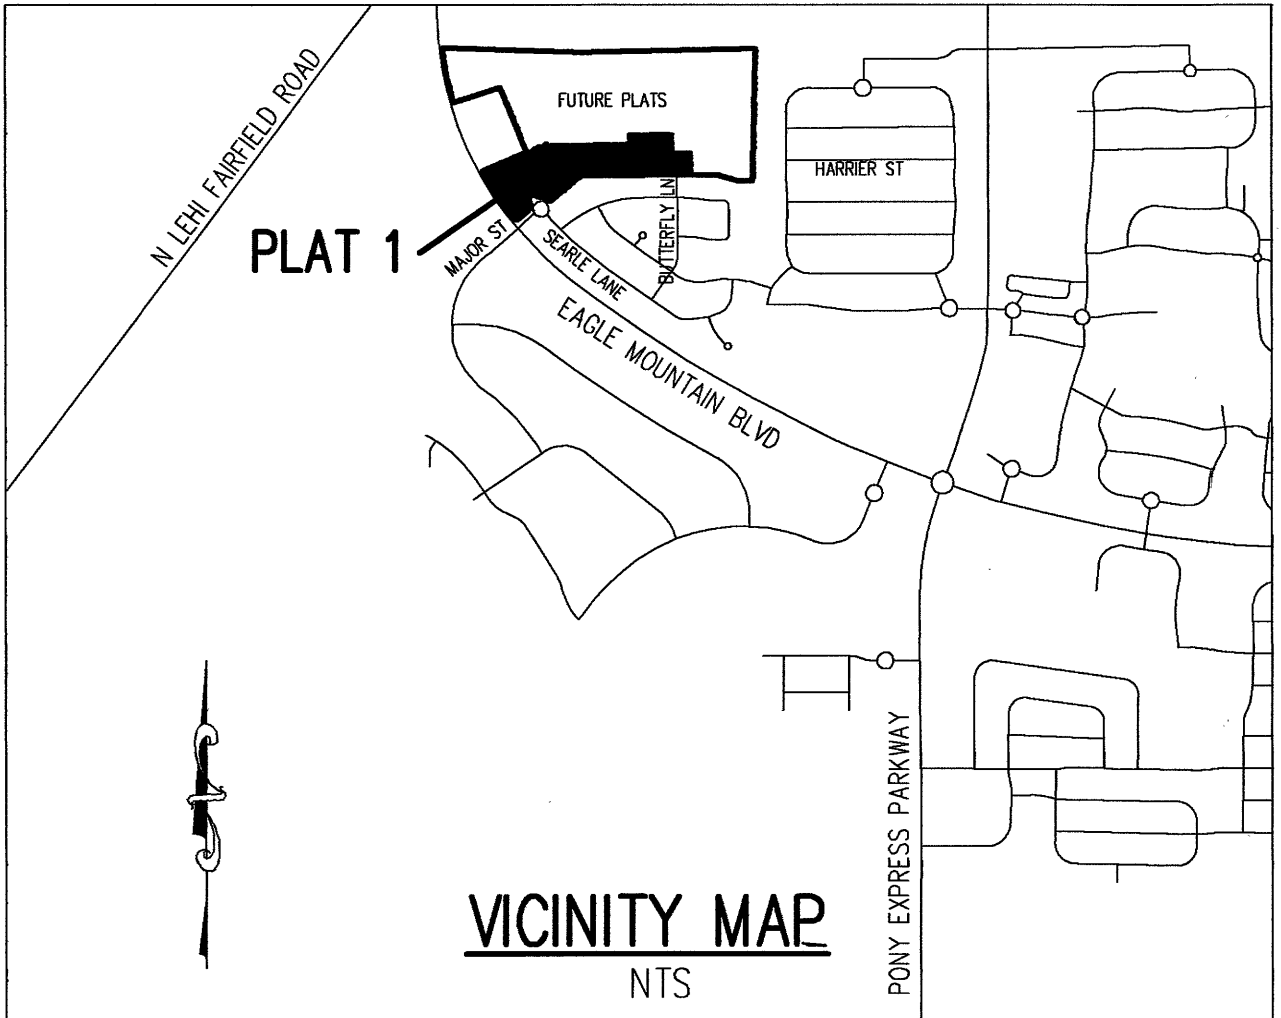 N LEHI FAIRFIELD ROAD
FUTURE PLATS
HARRIER ST
PLAT 1
MAJOR ST
SEARLE LANE
BUTTERFLY LN
EAGLE MOUNTAIN BLVD
PONY EXPRESS PARKWAY
VICINITY MAP
NTS